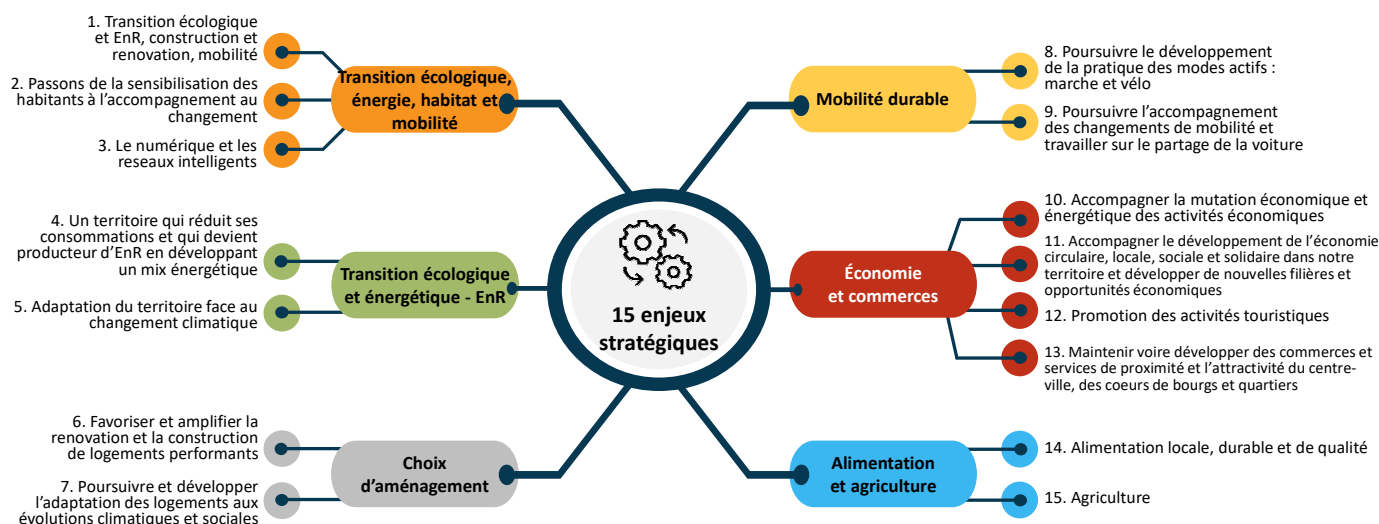 1. Transition écologique
et EnR, construction et
renovation, mobilité
2. Passons de la sensibilisation des
habitants à l'accompagnement au
changement
3. Le numérique et les
reseaux intelligents
Transition écologique,
énergie, habitat et
mobilité
4. Un territoire qui réduit ses
consommations et qui devient
producteur d'EnR en développant
un mix énergétique
5. Adaptation du territoire face au
changement climatique
Transition écologique
et énergétique - EnR
6. Favoriser et amplifier la
renovation et la construction
de logements performants
7. Poursuivre et développer
l'adaptation des logements aux
évolutions climatiques et sociales
Choix
d'aménagement
15 enjeux
stratégiques
Mobilité durable
8. Poursuivre le développement
de la pratique des modes actifs :
marche et vélo
9. Poursuivre l'accompagnement
des changements de mobilité et
travailler sur le partage de la voiture
Économie
et commerces
10. Accompagner la mutation économique et
énergétique des activités économiques
11. Accompagner le développement de l'économie
circulaire, locale, sociale et solidaire dans notre
territoire et développer de nouvelles filières et
opportunités économiques
12. Promotion des activités touristiques
13. Maintenir voire développer des commerces et
services de proximité et l'attractivité du centre-
ville, des coeurs de bourgs et quartiers
Alimentation
et agriculture
14. Alimentation locale, durable et de qualité
15. Agriculture